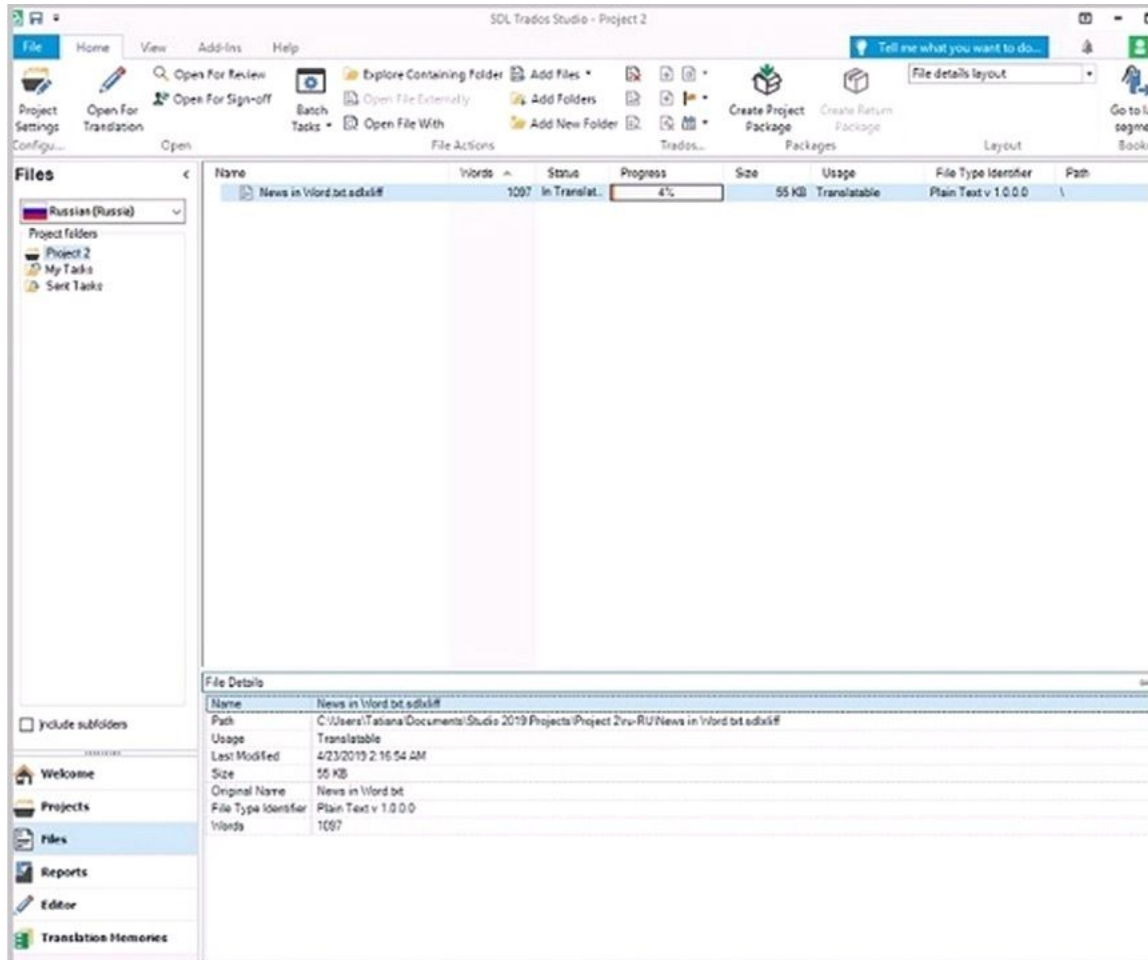 SDL Trados Studio - Project 2
File Home View Add-Ins Help Tell me what you want to do...
Project Settings
Open For Translation
Open For Review
Open For Sign-off
Batch Tasks
Explore Containing Folder
Open File Externally
Open File With
Add Files
Add Folders
Add New Folder
Create Project Package
Create Return Package
File details layout
Go to l
segme
Configu... Open File Actions Trados... Packages Layout Book
Files
Russian (Russia)
Project folders
Project 2
My Tasks
Sent Tasks
Include subfolders
Welcome
Projects
Files
Reports
Editor
Translation Memories
Name Words Status Progress Size Usage File Type Identifier Path
News in Word.txt.sdlxliff 1097 In Translat.. 4% 55 KB Translatable Plain Text v 1.0.0.0 \
File Details
Name News in Word.txt.sdlxliff
Path C:\Users\Tatiana\Documents\Studio 2019 Projects\Project 2\ru-RU\News in Word.txt.sdlxliff
Usage Translatable
Last Modified 4/23/2019 2:16:54 AM
Size 55 KB
Original Name News in Word.txt
File Type Identifier Plain Text v 1.0.0.0
Words 1097